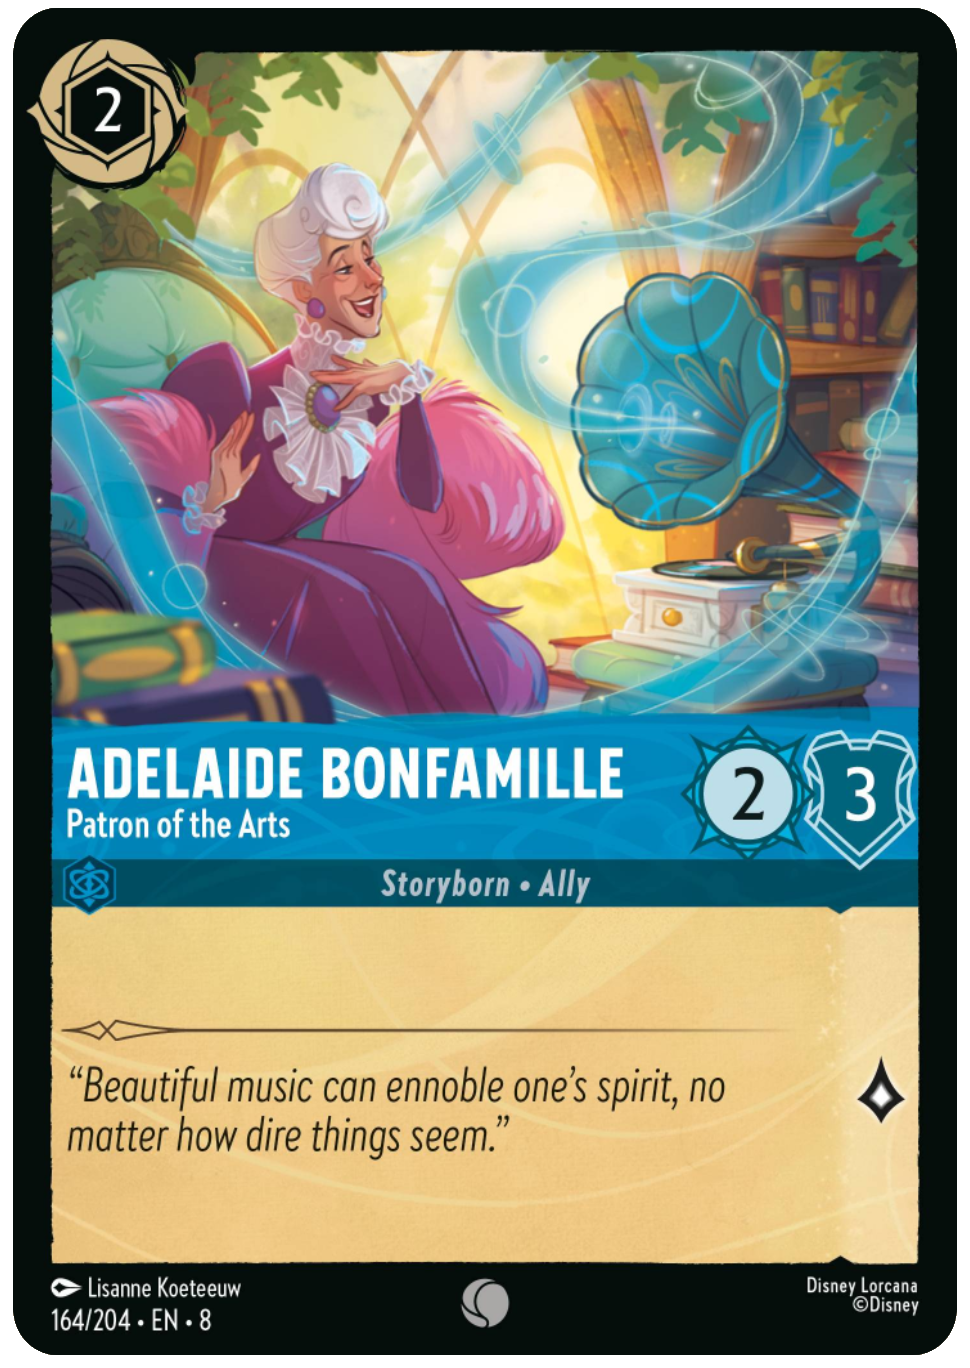 2
ADELAIDE BONFAMILLE
Patron of the Arts
2
3
Storyborn • Ally
“Beautiful music can ennoble one’s spirit, no
matter how dire things seem.”
Lisanne Koeteeuw
164/204 • EN • 8
Disney Lorcana
©Disney